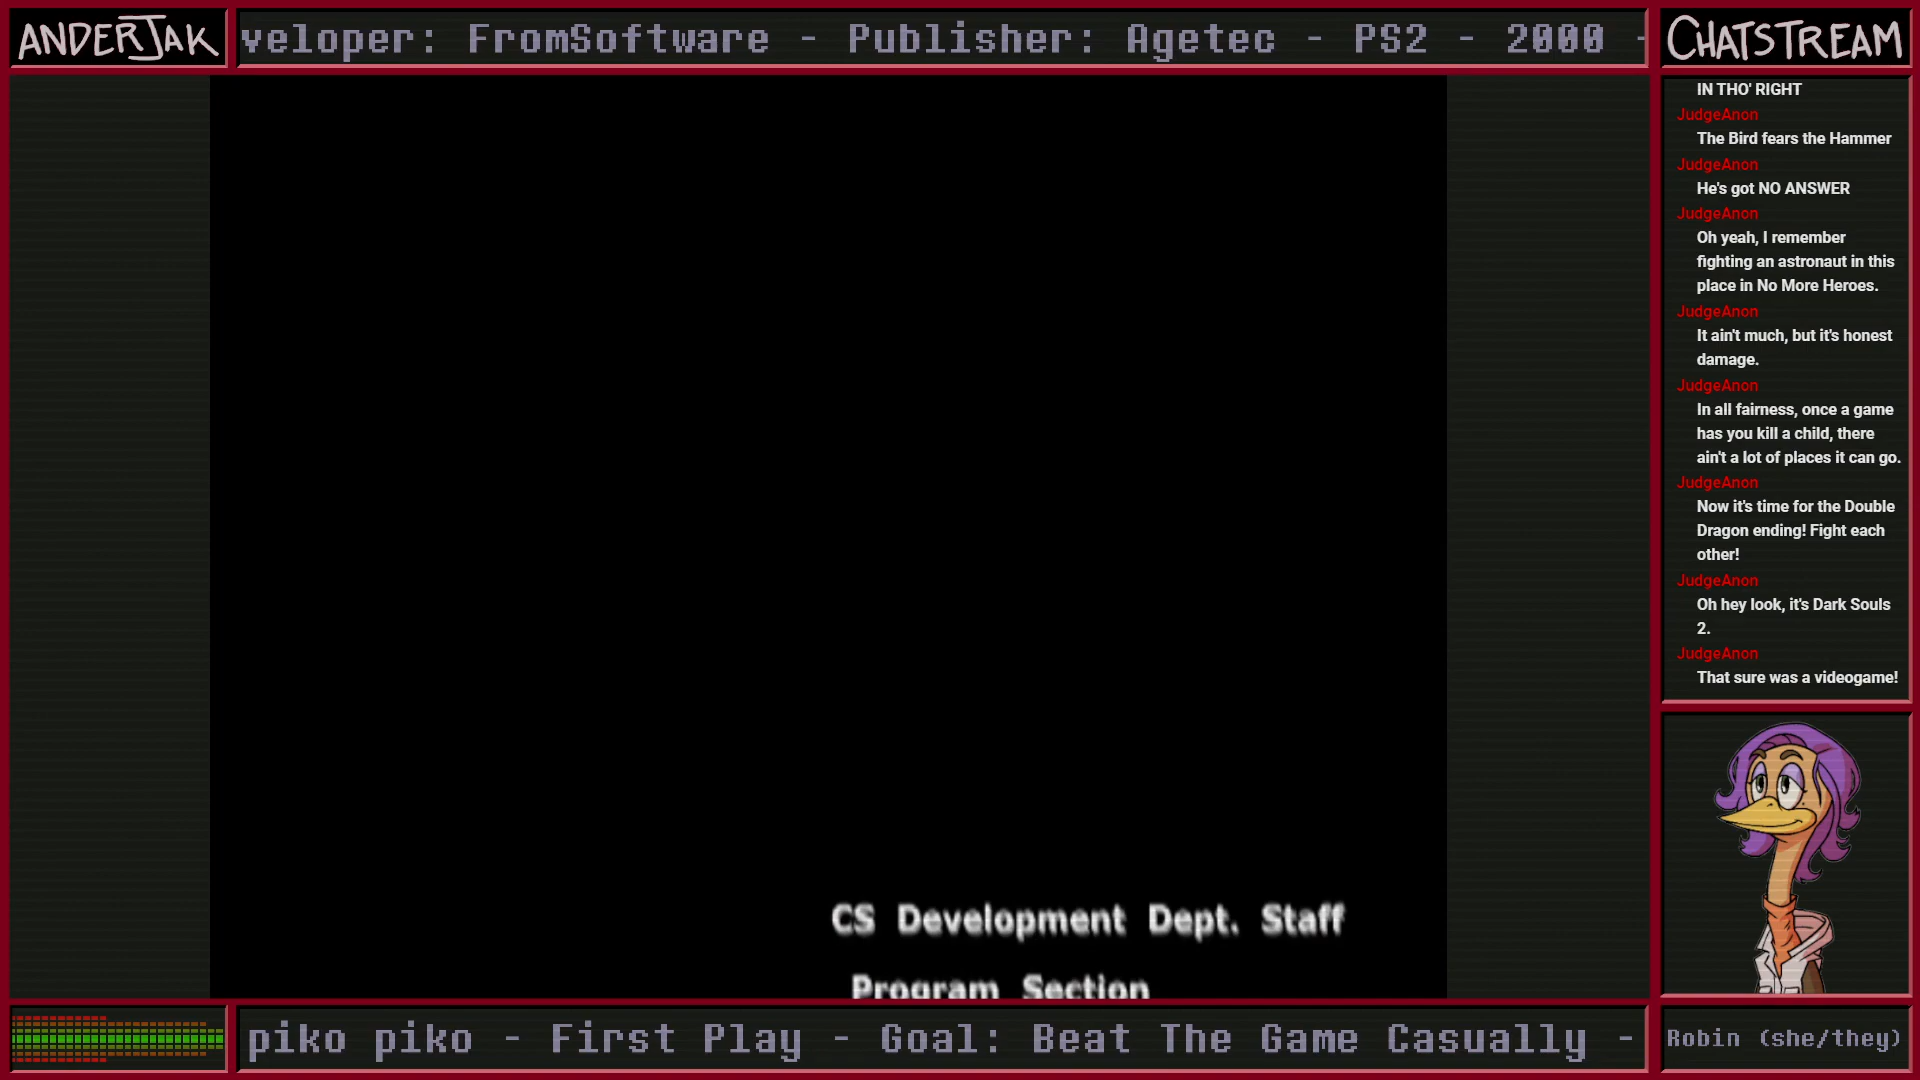 ANDERJAK
veloper: FromSoftware - Publisher: Agetec - PS2 - 2000 -
CHATSTREAM
IN THO' RIGHT
JudgeAnon
The Bird fears the Hammer
JudgeAnon
He's got NO ANSWER
JudgeAnon
Oh yeah, I remember
fighting an astronaut in this
place in No More Heroes.
JudgeAnon
It ain't much, but it's honest
damage.
JudgeAnon
In all fairness, once a game
has you kill a child, there
ain't a lot of places it can go.
JudgeAnon
Now it's time for the Double
Dragon ending! Fight each
other!
JudgeAnon
Oh hey look, it's Dark Souls
2.
JudgeAnon
That sure was a videogame!
CS Development Dept. Staff
Program Section
piko piko - First Play - Goal: Beat The Game Casually -
Robin (she/they)